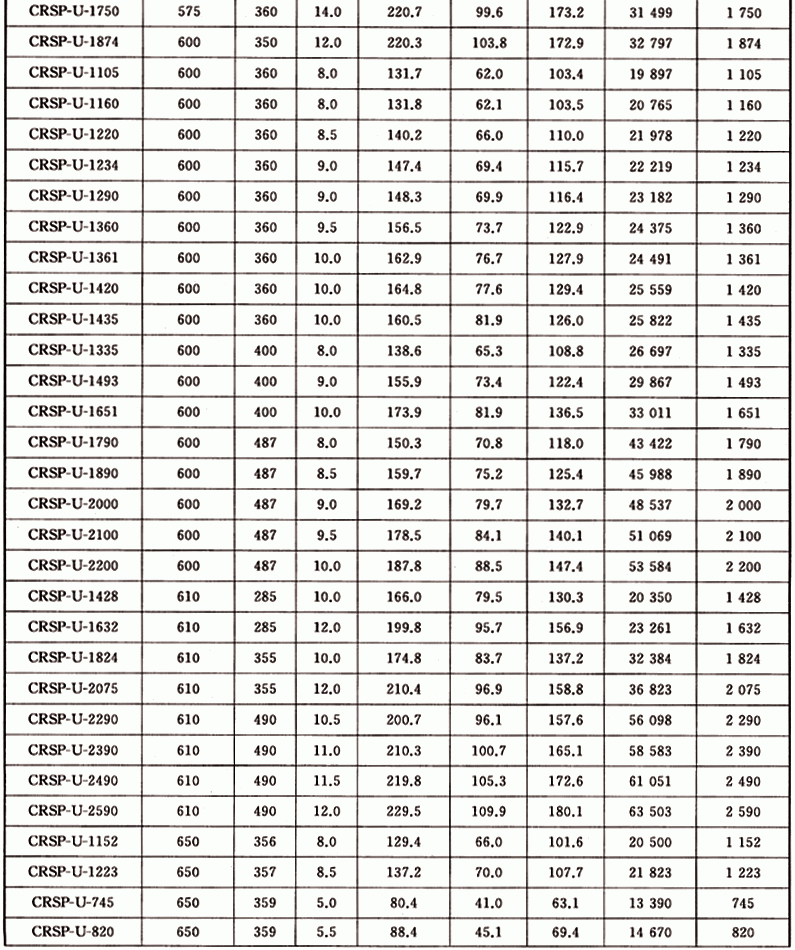 CRSP-U-1750 575 360 14.0 220.7 99.6 173.2 31 499 1 750
CRSP-U-1874 600 350 12.0 220.3 103.8 172.9 32 797 1 874
CRSP-U-1105 600 360 8.0 131.7 62.0 103.4 19 897 1 105
CRSP-U-1160 600 360 8.0 131.8 62.1 103.5 20 765 1 160
CRSP-U-1220 600 360 8.5 140.2 66.0 110.0 21 978 1 220
CRSP-U-1234 600 360 9.0 147.4 69.4 115.7 22 219 1 234
CRSP-U-1290 600 360 9.0 148.3 69.9 116.4 23 182 1 290
CRSP-U-1360 600 360 9.5 156.5 73.7 122.9 24 375 1 360
CRSP-U-1361 600 360 10.0 162.9 76.7 127.9 24 491 1 361
CRSP-U-1420 600 360 10.0 164.8 77.6 129.4 25 559 1 420
CRSP-U-1435 600 360 10.0 160.5 81.9 126.0 25 822 1 435
CRSP-U-1335 600 400 8.0 138.6 65.3 108.8 26 697 1 335
CRSP-U-1493 600 400 9.0 155.9 73.4 122.4 29 867 1 493
CRSP-U-1651 600 400 10.0 173.9 81.9 136.5 33 011 1 651
CRSP-U-1790 600 487 8.0 150.3 70.8 118.0 43 422 1 790
CRSP-U-1890 600 487 8.5 159.7 75.2 125.4 45 988 1 890
CRSP-U-2000 600 487 9.0 169.2 79.7 132.7 48 537 2 000
CRSP-U-2100 600 487 9.5 178.5 84.1 140.1 51 069 2 100
CRSP-U-2200 600 487 10.0 187.8 88.5 147.4 53 584 2 200
CRSP-U-1428 610 285 10.0 166.0 79.5 130.3 20 350 1 428
CRSP-U-1632 610 285 12.0 199.8 95.7 156.9 23 261 1 632
CRSP-U-1824 610 355 10.0 174.8 83.7 137.2 32 384 1 824
CRSP-U-2075 610 355 12.0 210.4 96.9 158.8 36 823 2 075
CRSP-U-2290 610 490 10.5 200.7 96.1 157.6 56 098 2 290
CRSP-U-2390 610 490 11.0 210.3 100.7 165.1 58 583 2 390
CRSP-U-2490 610 490 11.5 219.8 105.3 172.6 61 051 2 490
CRSP-U-2590 610 490 12.0 229.5 109.9 180.1 63 503 2 590
CRSP-U-1152 650 356 8.0 129.4 66.0 101.6 20 500 1 152
CRSP-U-1223 650 357 8.5 137.2 70.0 107.7 21 823 1 223
CRSP-U-745 650 359 5.0 80.4 41.0 63.1 13 390 745
CRSP-U-820 650 359 5.5 88.4 45.1 69.4 14 670 820